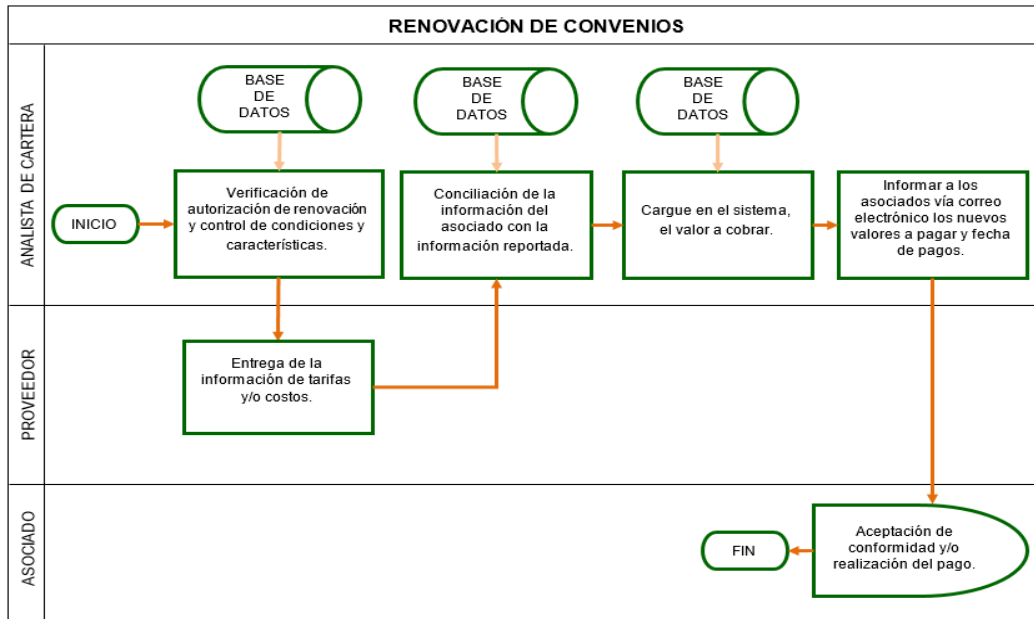 RENOVACIÓN DE CONVENIOS
ANALISTA DE CARTERA
BASE
DE
DATOS
BASE
DE
DATOS
BASE
DE
DATOS
INICIO
Verificación de
autorización de renovación
y control de condiciones y
características.
Conciliación de la
información del
asociado con la
información reportada.
Cargue en el sistema,
el valor a cobrar.
Informar a los
asociados vía correo
electrónico los nuevos
valores a pagar y fecha
de pagos.
PROVEEDOR
Entrega de la
información de tarifas
y/o costos.
ASOCIADO
Aceptación de
conformidad y/o
realización del pago.
FIN